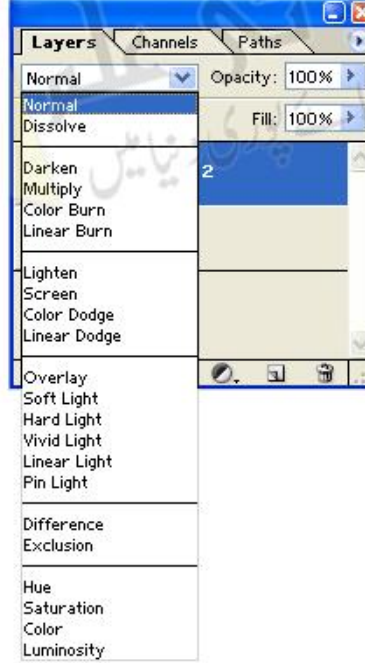 Layers Channels Paths
Normal Opacity: 100%
Normal
Fill: 100%
Dissolve
Darken
2
Multiply
Color Burn
Linear Burn
Lighten
Screen
Color Dodge
Linear Dodge
Overlay
Soft Light
Hard Light
Vivid Light
Linear Light
Pin Light
Difference
Exclusion
Hue
Saturation
Color
Luminosity